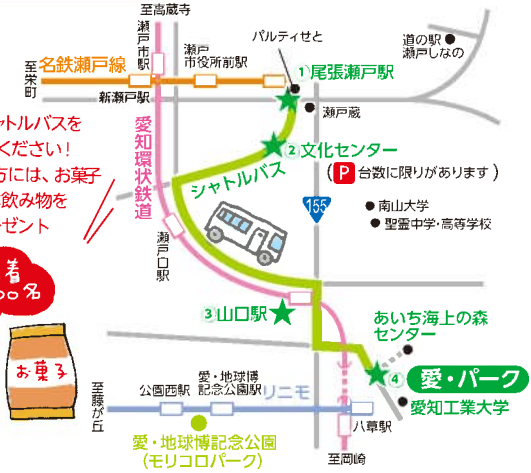 至高蔵寺
瀬戸市駅
瀬戸
市役所前駅
パルティせと
道の駅
瀬戸しなの
名鉄瀬戸線
至栄町
①尾張瀬戸駅
新瀬戸駅
瀬戸蔵
ャトルバスを
ください!
方には、お菓子
飲み物を
ゼント
愛知環状鉄道
②文化センター
(P 台数に限りがあります)
シャトルバス
155
南山大学
聖霊中学・高等学校
瀬戸口駅
着
00名
③山口駅
あいち海上の森
センター
お菓子
④愛・パーク
愛知工業大学
至藤が丘
公園西駅
愛・地球博
記念公園駅
リニモ
八草駅
愛・地球博記念公園
(モリコロパーク)
至岡崎